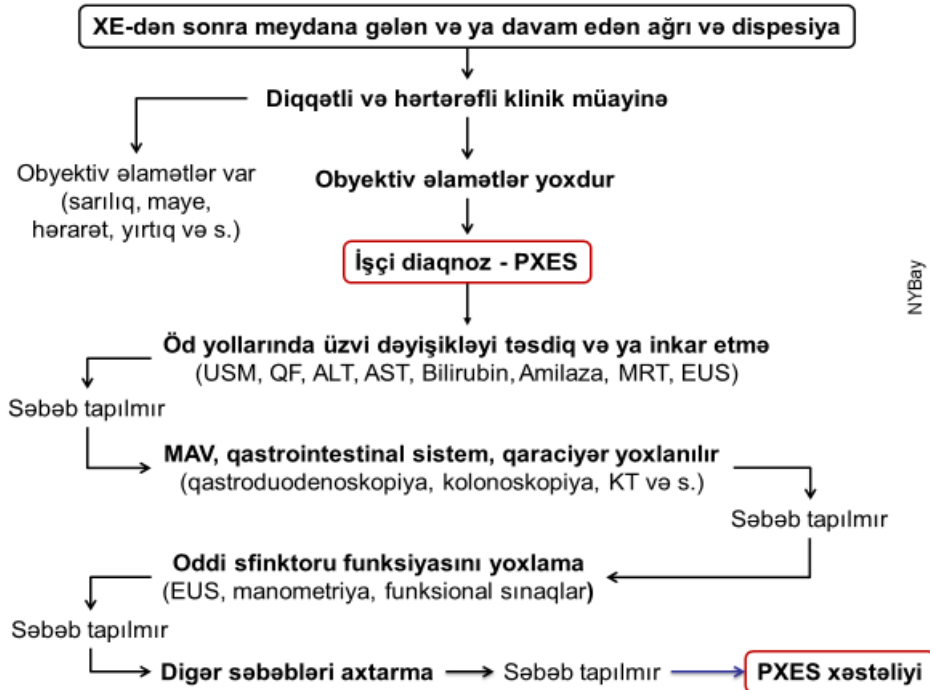 XE-dən sonra meydana gələn və ya davam edən ağrı və dispesiya
Diqqətli və hərtərəfli klinik müayinə
Obyektiv əlamətlər var
(sarılıq, maye,
hərarət, yırtıq və s.)
Obyektiv əlamətlər yoxdur
İşçi diaqnoz - PXES
NYBay
Öd yollarında üzvi dəyişikləyi təsdiq və ya inkar etmə
(USM, QF, ALT, AST, Bilirubin, Amilaza, MRT, EUS)
Səbəb tapılmır
MAV, qastrointestinal sistem, qaraciyər yoxlanılır
(qastroduodenoskopiya, kolonoskopiya, KT və s.)
Səbəb tapılmır
Oddi sfinktoru funksiyasını yoxlama
(EUS, manometriya, funksional sınaqlar)
Səbəb tapılmır
Digər səbəbləri axtarma
Səbəb tapılmır
PXES xəstəliyi